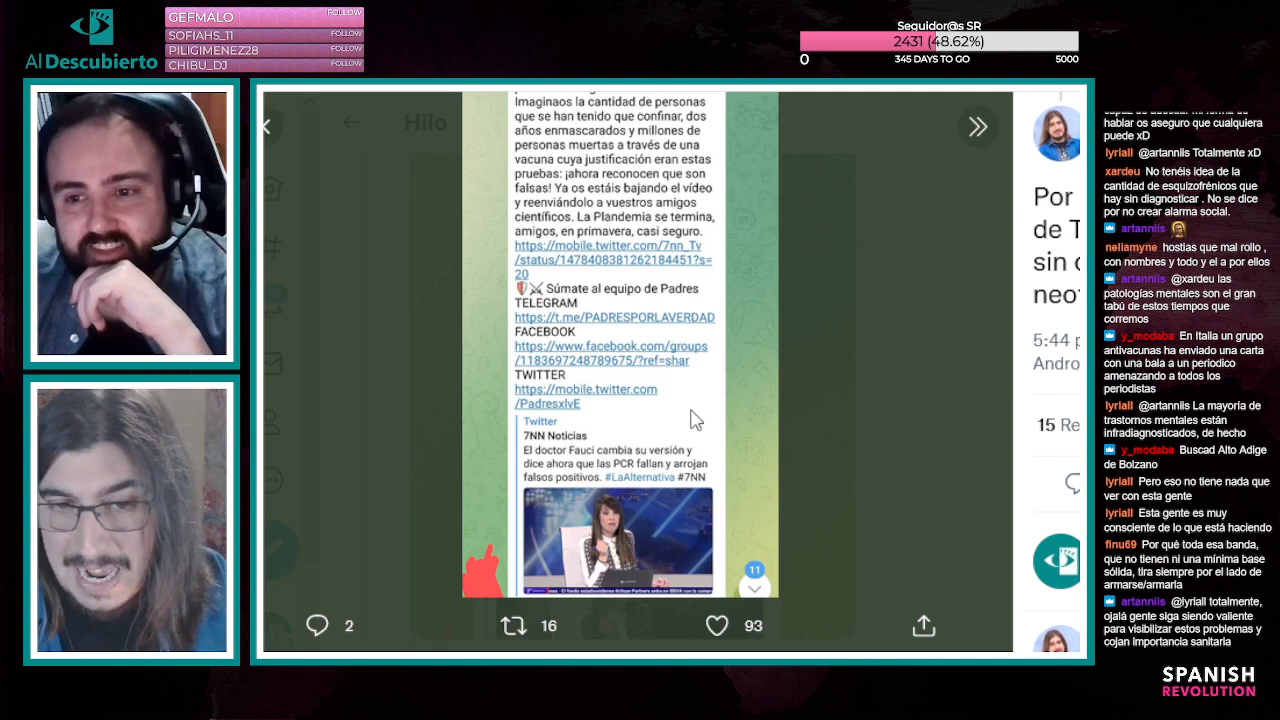 Al Descubierto
GEFMALO FOLLOW
SOFIAHS_11 FOLLOW
PILIGIMENEZ28 FOLLOW
CHIBU_DJ FOLLOW
Seguidor@s SR
2431 (48.62%)
0 345 DAYS TO GO 5000
Hilo
Imaginaos la cantidad de personas
que se han tenido que confinar, dos
años enmascarados y millones de
personas muertas a través de una
vacuna cuya justificación eran estas
pruebas: ¡ahora reconocen que son
falsas! Ya os estáis bajando el vídeo
y reenviándolo a vuestros amigos
científicos. La Plandemia se termina,
amigos, en primavera, casi seguro.
https://mobile.twitter.com/7nn_Tv
/status/1478408381262184451?s=
20
Súmate al equipo de Padres
TELEGRAM
https://t.me/PADRESPORLAVERDAD
FACEBOOK
https://www.facebook.com/groups
/1183697248789675/?ref=shar
TWITTER
https://mobile.twitter.com
/PadresxlvE
Twitter
7NN Noticias
El doctor Fauci cambia su versión y
dice ahora que las PCR fallan y arrojan
falsos positivos. #LaAlternativa #7NN
11
2 16 93
Por
de T
sin
neo
5:44 p
Andro
15 Re
hablar os aseguro que cualquiera
puede xD
lyriall @artanniis Totalmente xD
xardeu No tenéis Idea de la
cantidad de esquizofrénicos que
hay sin diagnosticar . No se dice
por no crear alarma social.
artanniis
neliamyne hostias que mal rollo ,
con nombres y todo y el a por ellos
artanniis @xardeu las
patologías mentales son el gran
tabú de estos tiempos que
corremos
y_modaba En Italia un grupo
antivacunas ha enviado una carta
con una bala a un períodico
amenazando a todos los
periodistas
lyriall @artanniis La mayoría de
trastornos mentales están
infradiagnosticados, de hecho
y_modaba Buscad Alto Adige
de Bolzano
lyriall Pero eso no tiene nada que
ver con esta gente
lyriall Esta gente es muy
consciente de lo que está haciendo
finu69 Por qué toda esa banda,
que no tienen ni una mínima base
sólida, tira siempre por el lado de
armarse/armarla
artanniis @lyriall totalmente,
ojalá gente siga siendo valiente
para visibilizar estos problemas y
cojan Importancia sanitaria
SPANISH
REVOLUTION